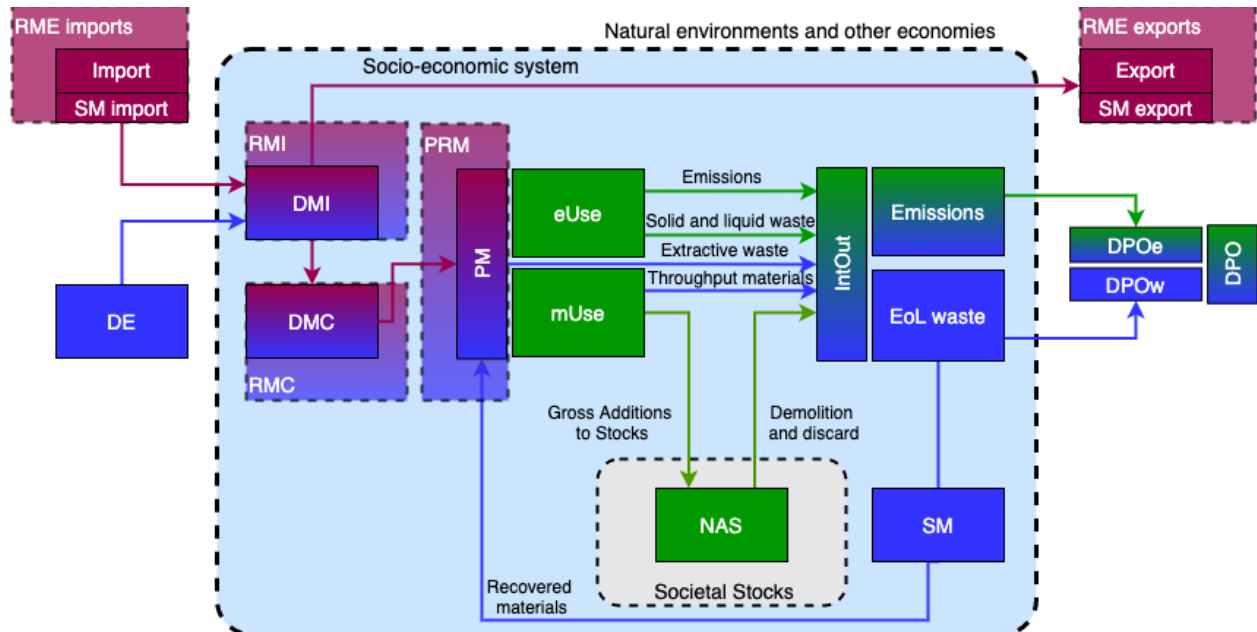 RME imports
Import
SM import
Natural environments and other economies
RME exports
Export
SM export
Socio-economic system
RMI
DMI
PRM
PM
DE
DMC
RMC
eUse
mUse
Emissions
Solid and liquid waste
Extractive waste
Throughput materials
IntOut
Emissions
EoL waste
DPOe
DPOw
DPO
Gross Additions
to Stocks
Demolition
and discard
NAS
Societal Stocks
SM
Recovered
materials